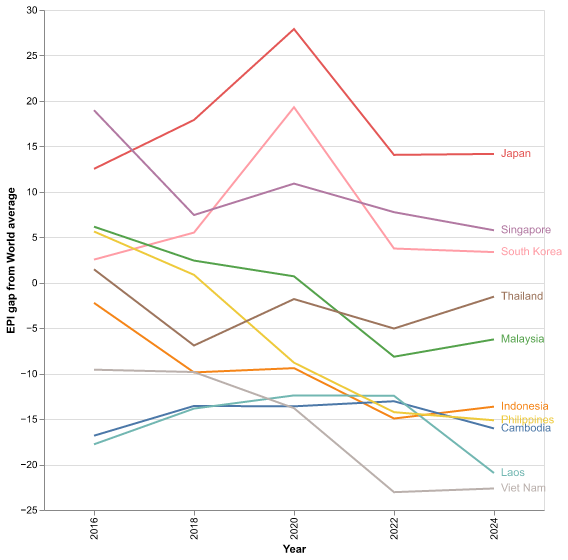 30
25
20
15
10
5
0
−5
−10
−15
−20
−25
EPI gap from World average
Japan
Singapore
South Korea
Thailand
Malaysia
Indonesia
Philippines
Cambodia
Laos
Viet Nam
2016
2018
2020
2022
2024
Year